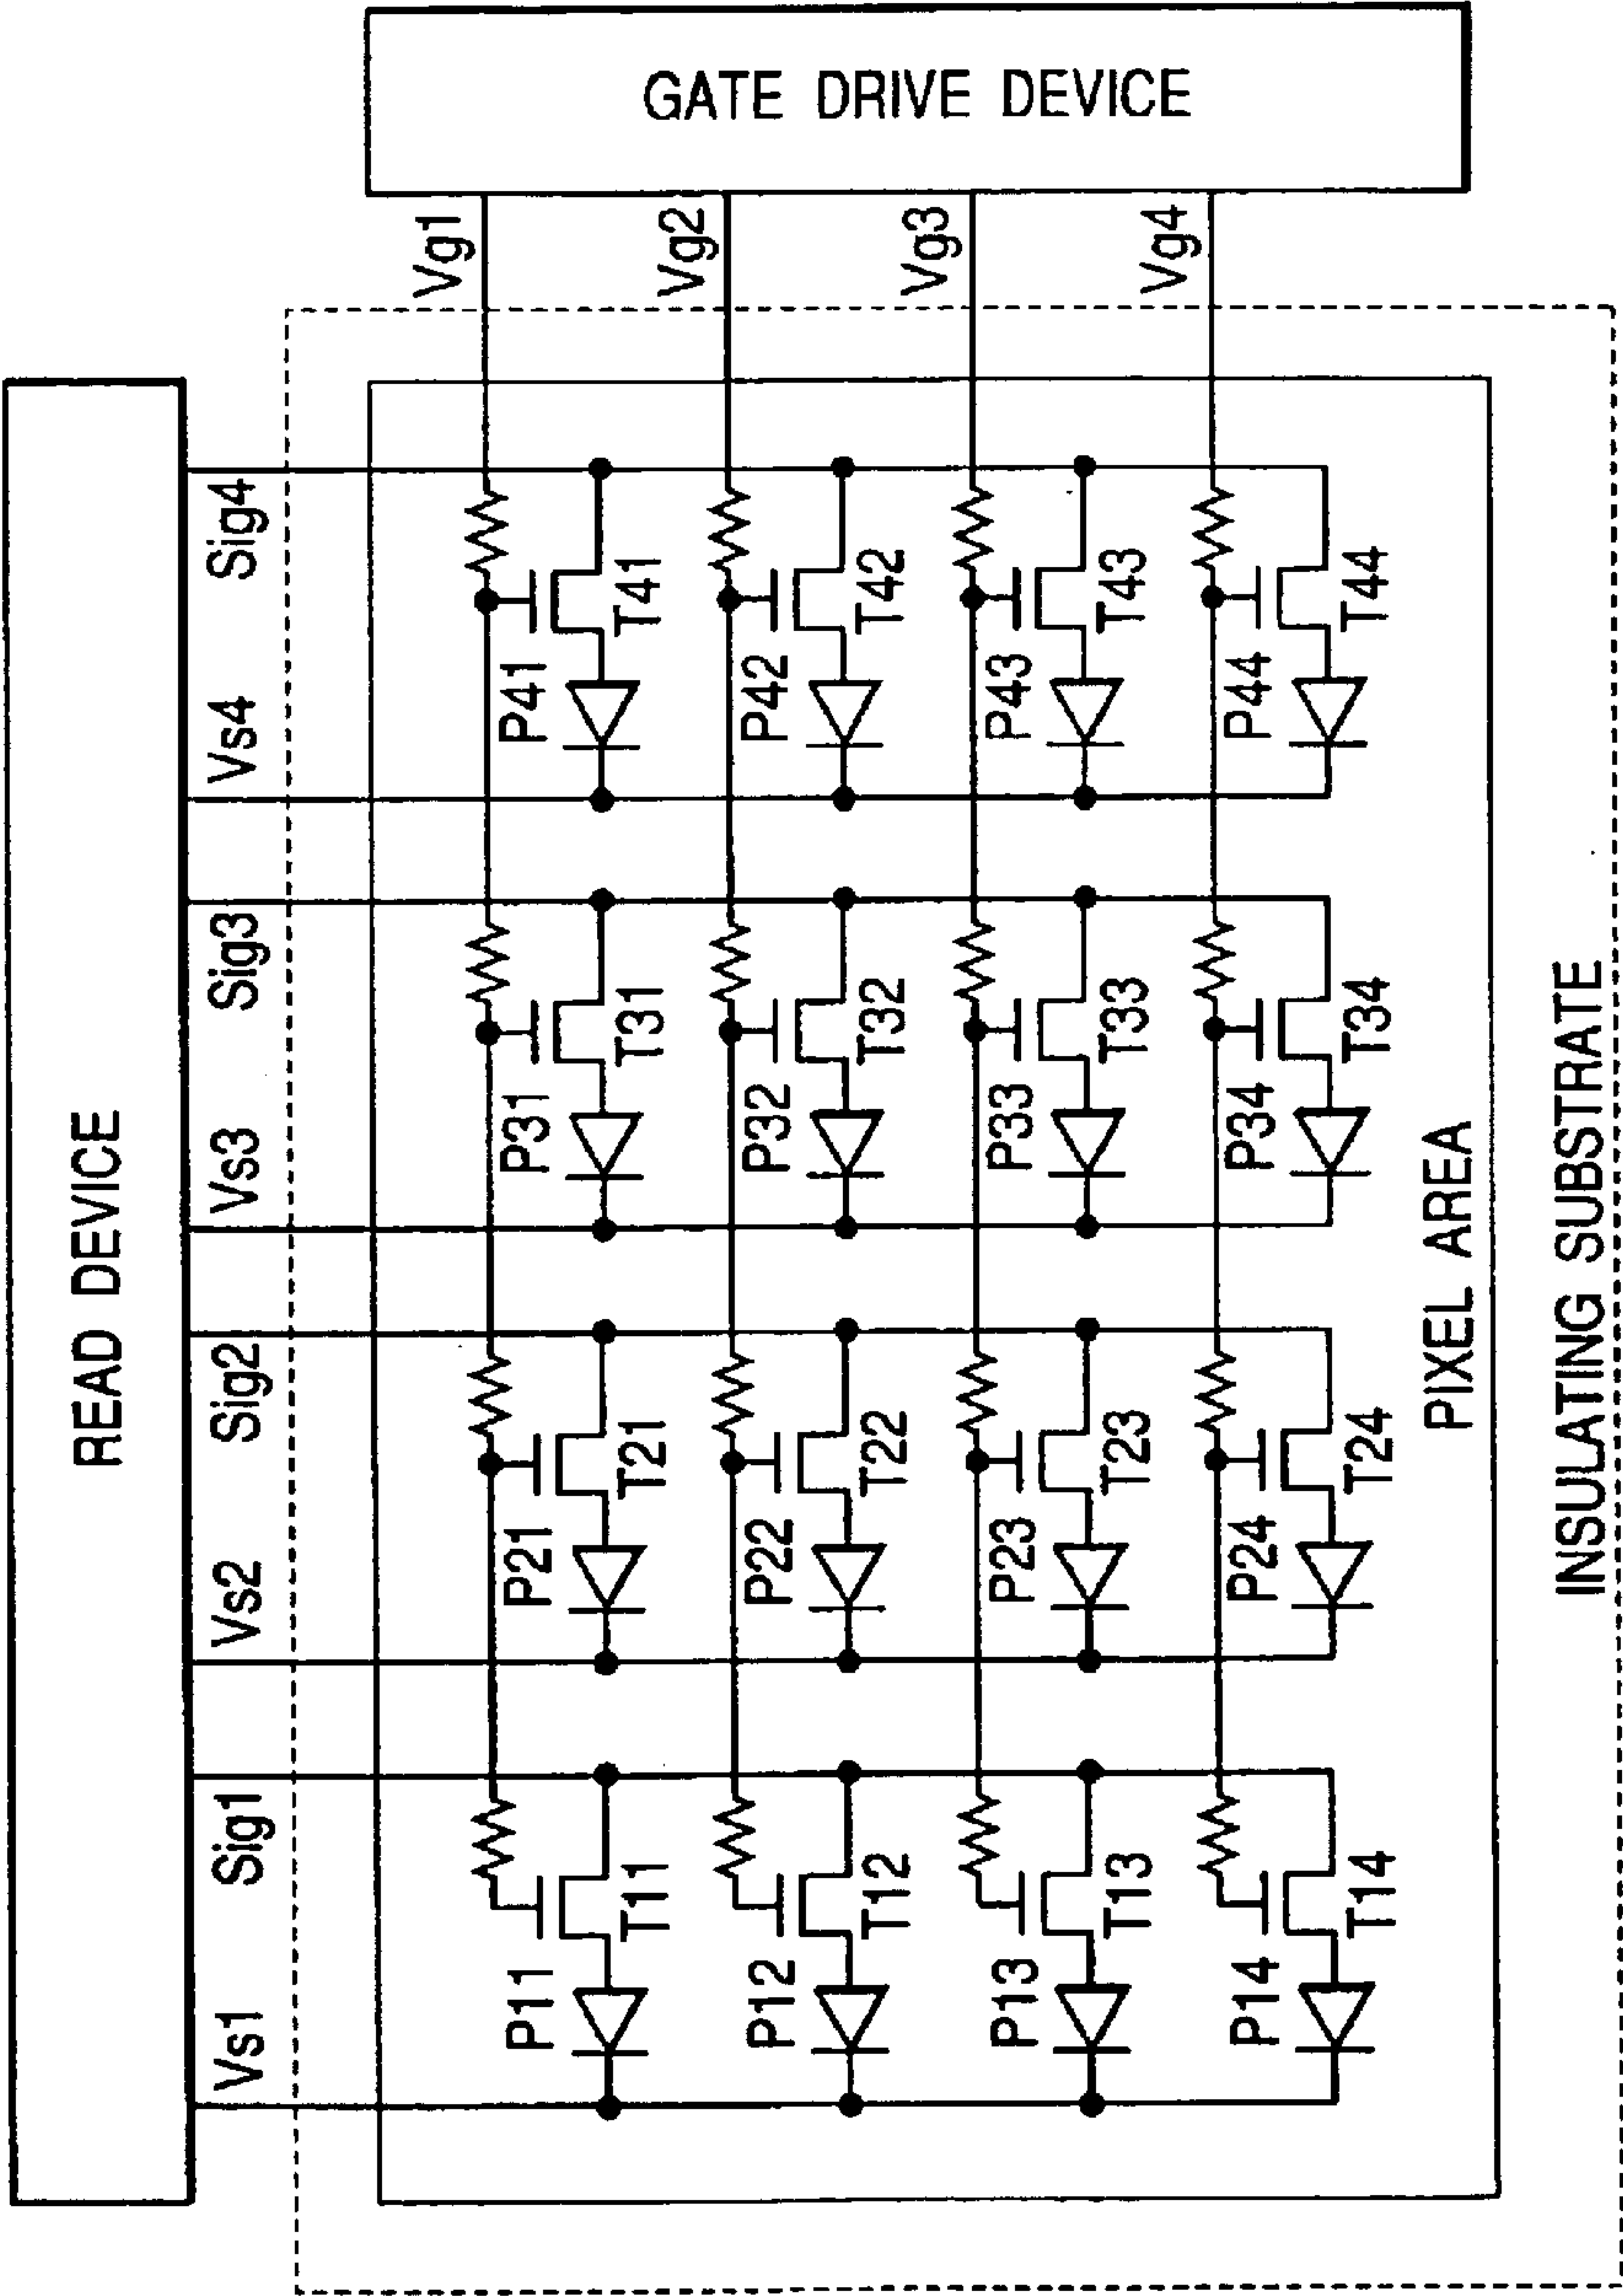 READ DEVICE
Vs1 Sig1 Vs2 Sig2 Vs3 Sig3 Vs4 Sig4
GATE DRIVE DEVICE
Vg1
Vg2
Vg3
Vg4
P11 T11 P21 T21 P31 T31 P41 T41
P12 T12 P22 T22 P32 T32 P42 T42
P13 T13 P23 T23 P33 T33 P43 T43
P14 T14 P24 T24 P34 T34 P44 T44
PIXEL AREA
INSULATING SUBSTRATE